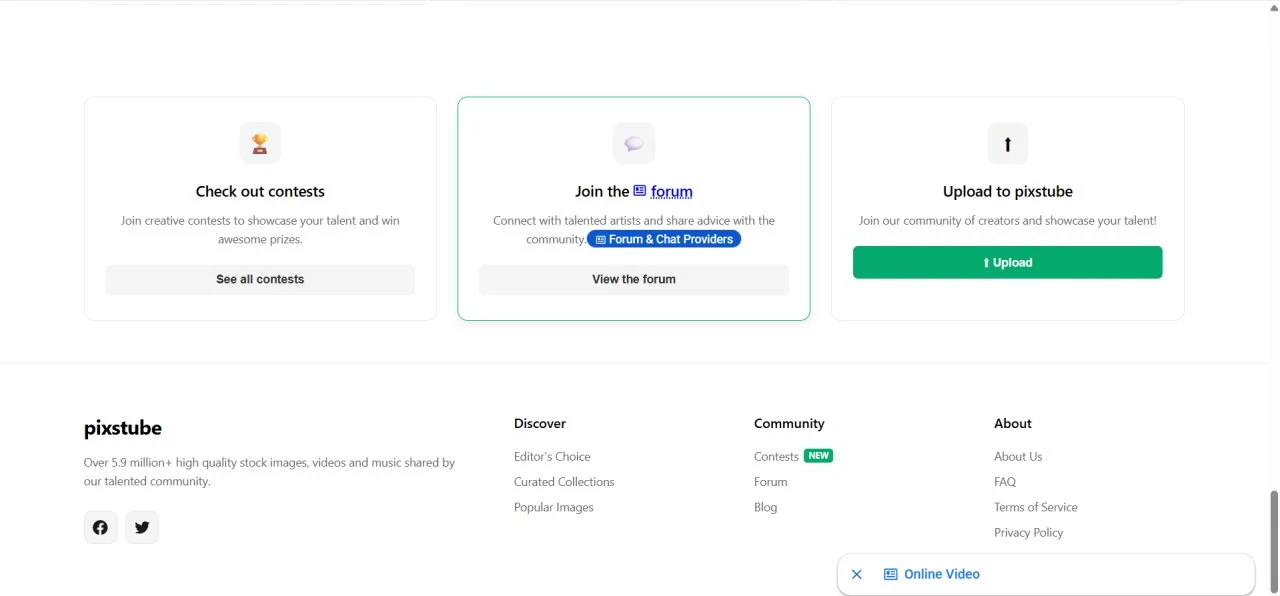 Check out contests
Join creative contests to showcase your talent and win
awesome prizes.
See all contests
Join the forum
Connect with talented artists and share advice with the
community. Forum & Chat Providers
View the forum
Upload to pixstube
Join our community of creators and showcase your talent!
Upload
pixstube
Over 5.9 million+ high quality stock images, videos and music shared by
our talented community.
Discover
Editor's Choice
Curated Collections
Popular Images
Community
Contests NEW
Forum
Blog
About
About Us
FAQ
Terms of Service
Privacy Policy
Online Video